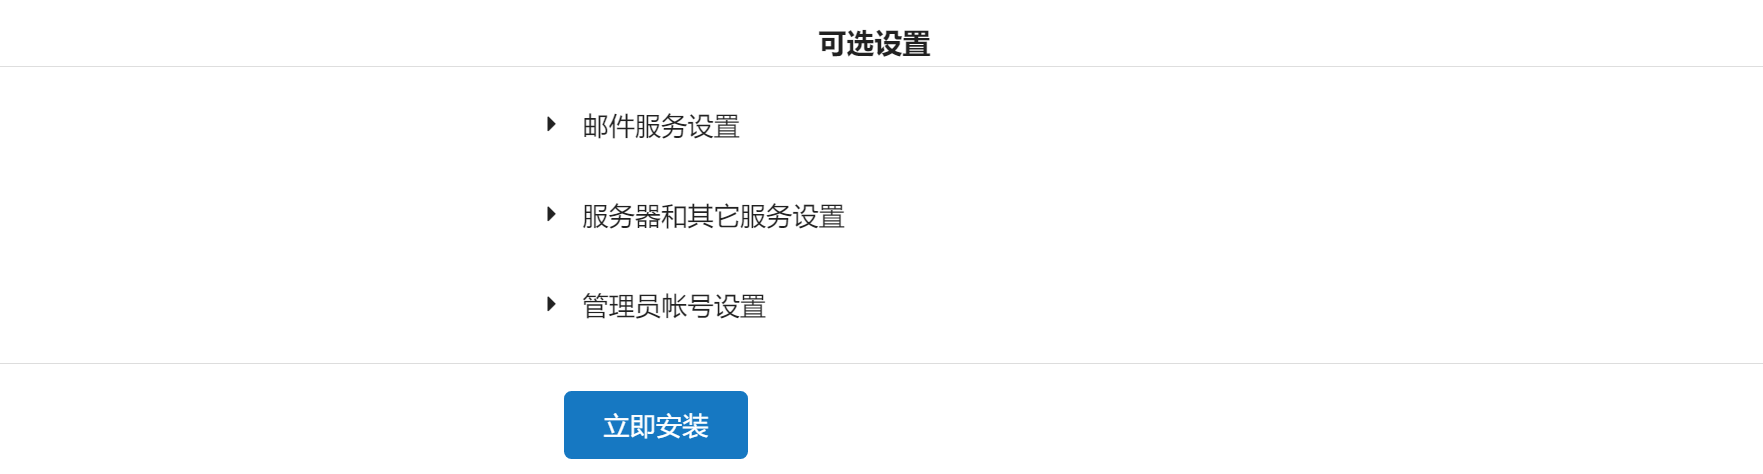 可选设置
邮件服务设置
服务器和其它服务设置
管理员帐号设置
立即安装